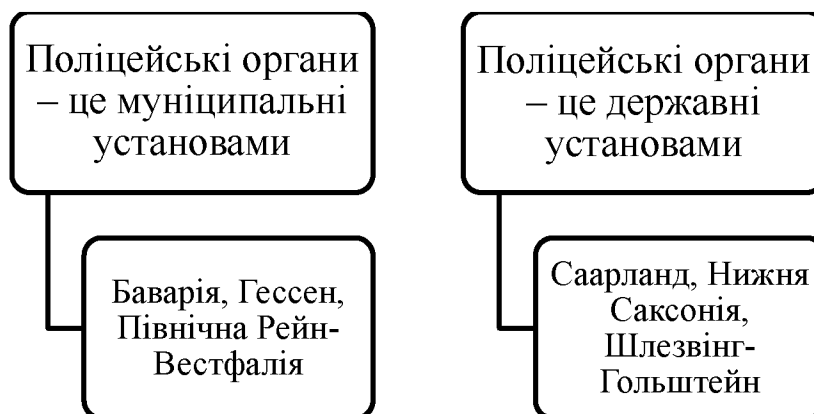 Поліцейські органи
– це муніципальні
установами
Баварія, Гессен,
Північна Рейн-
Вестфалія
Поліцейські органи
– це державні
установами
Саарланд, Нижня
Саксонія,
Шлезвінг-
Гольштейн